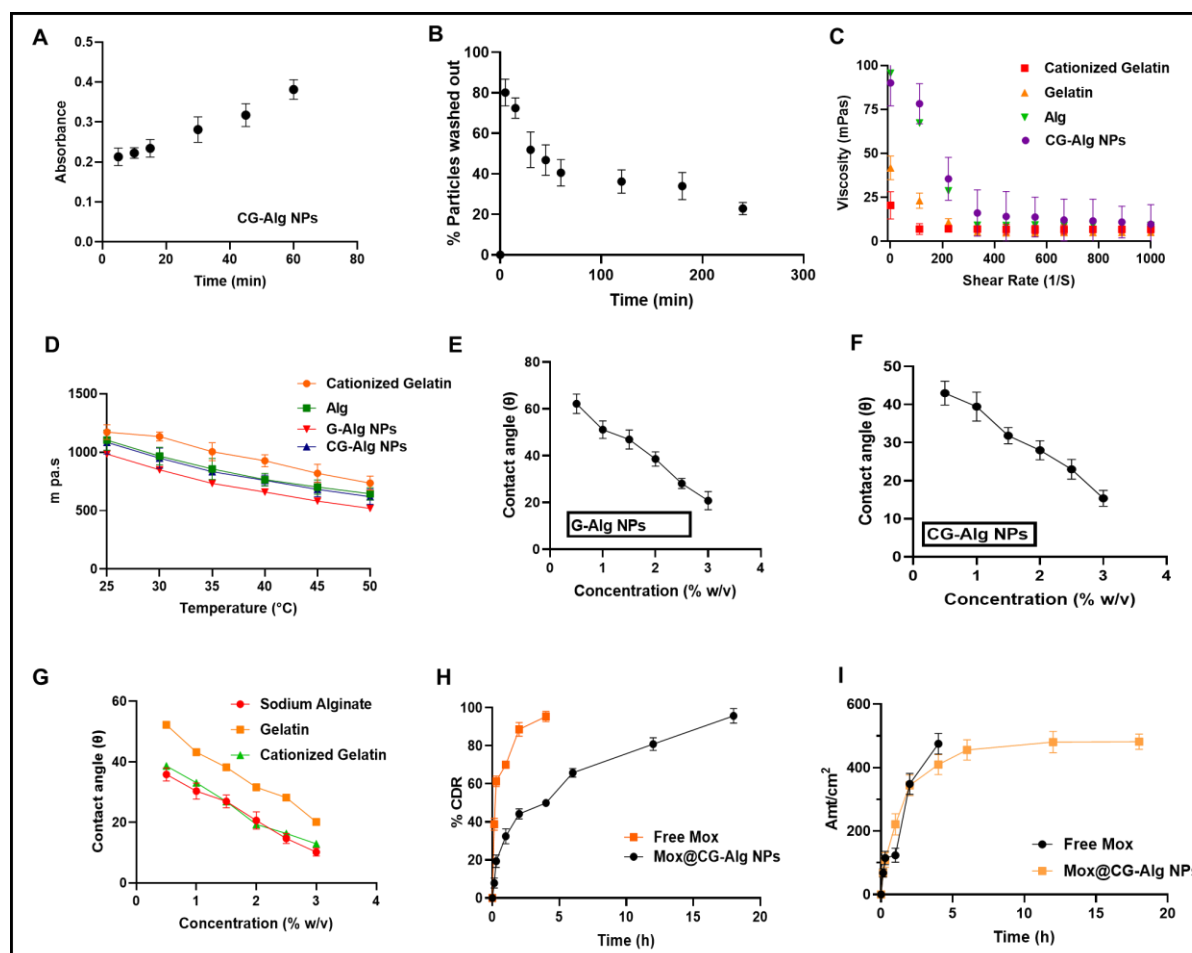 A
Absorbance
0.5
0.4
0.3
0.2
0.1
0.0
0 20 40 60 80
Time (min)
CG-Alg NPs
B
% Particles washed out
100
80
60
40
20
0
0 100 200 300
Time (min)
C
Viscosity (mPas)
100
75
50
25
0
0 200 400 600 800 1000
Shear Rate (1/S)
Cationized Gelatin
Gelatin
Alg
CG-Alg NPs
D
m pa.s
1500
1000
500
0
25 30 35 40 45 50
Temperature (°C)
Cationized Gelatin
Alg
G-Alg NPs
CG-Alg NPs
E
Contact angle (θ)
80
60
40
20
0
0 1 2 3 4
Concentration (% w/v)
G-Alg NPs
F
Contact angle (θ)
50
40
30
20
10
0
0 1 2 3 4
Concentration (% w/v)
CG-Alg NPs
G
Contact angle (θ)
60
40
20
0
0 1 2 3 4
Concentration (% w/v)
Sodium Alginate
Gelatin
Cationized Gelatin
H
% CDR
100
80
60
40
20
0
0 5 10 15 20
Time (h)
Free Mox
Mox@CG-Alg NPs
I
Amt/cm²
600
400
200
0
0 5 10 15 20
Time (h)
Free Mox
Mox@CG-Alg NPs